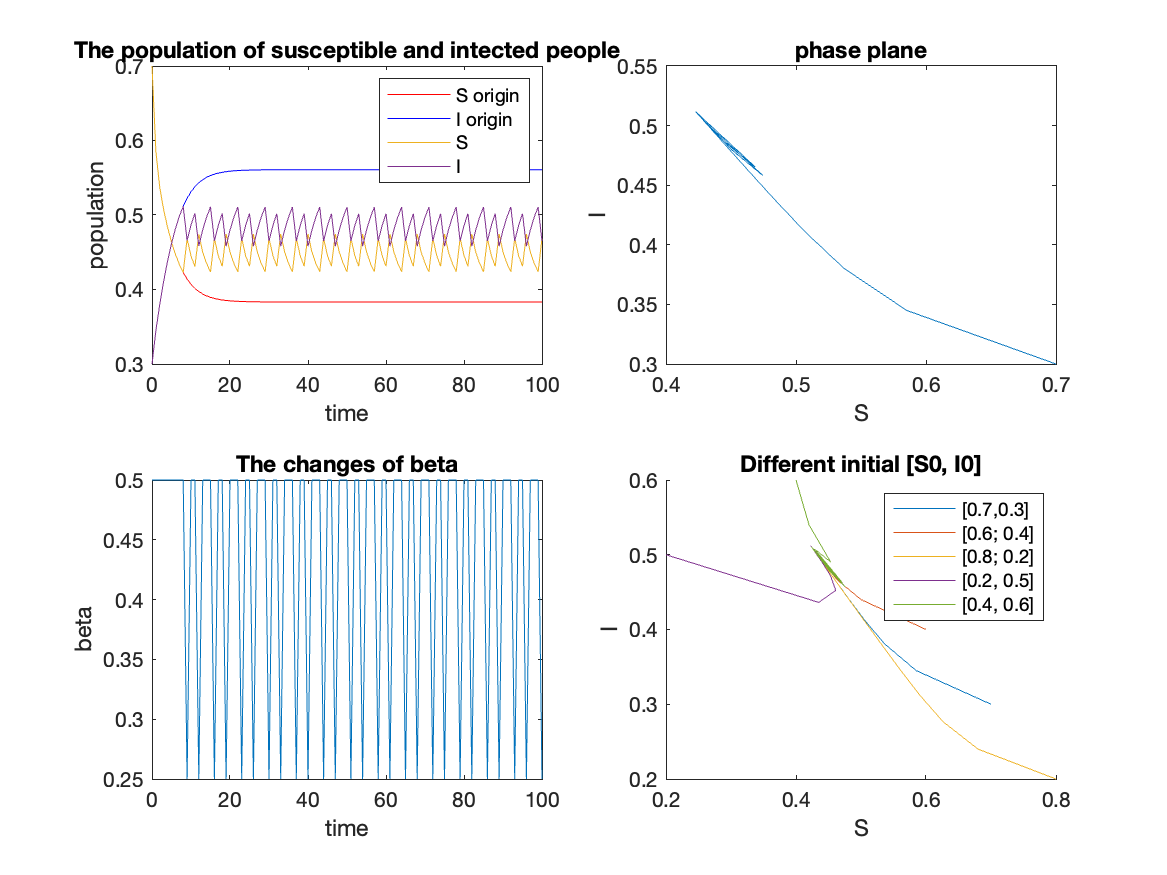 The population of susceptible and intected people
0.7
0.6
0.5
0.4
0.3
population
0
20
40
60
80
100
time
S origin
I origin
S
I
phase plane
0.55
0.5
0.45
0.4
0.35
0.3
I
0.4
0.5
0.6
0.7
S
The changes of beta
0.5
0.45
0.4
0.35
0.3
0.25
beta
0
20
40
60
80
100
time
Different initial [S0, I0]
0.6
0.5
0.4
0.3
0.2
I
0.2
0.4
0.6
0.8
S
[0.7,0.3]
[0.6; 0.4]
[0.8; 0.2]
[0.2, 0.5]
[0.4, 0.6]